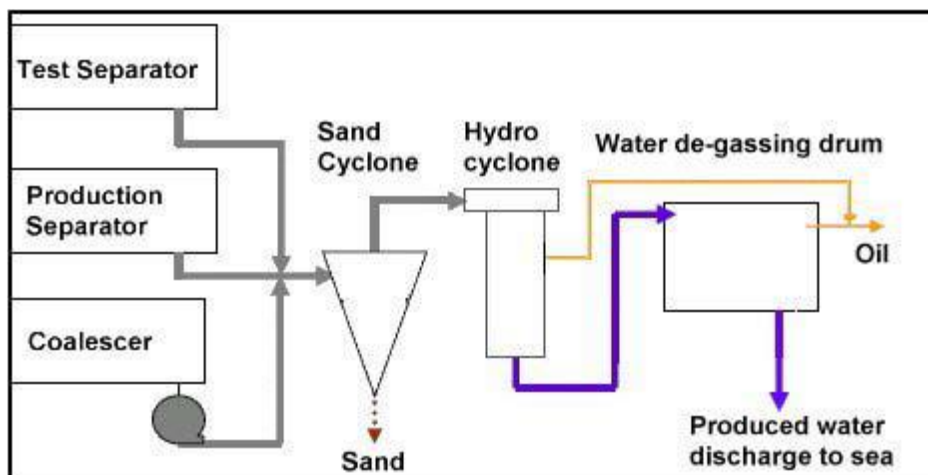 Test Separator
Production
Separator
Coalescer
Sand
Cyclone
Sand
Hydro
cyclone
Water de-gassing drum
Oil
Produced water
discharge to sea